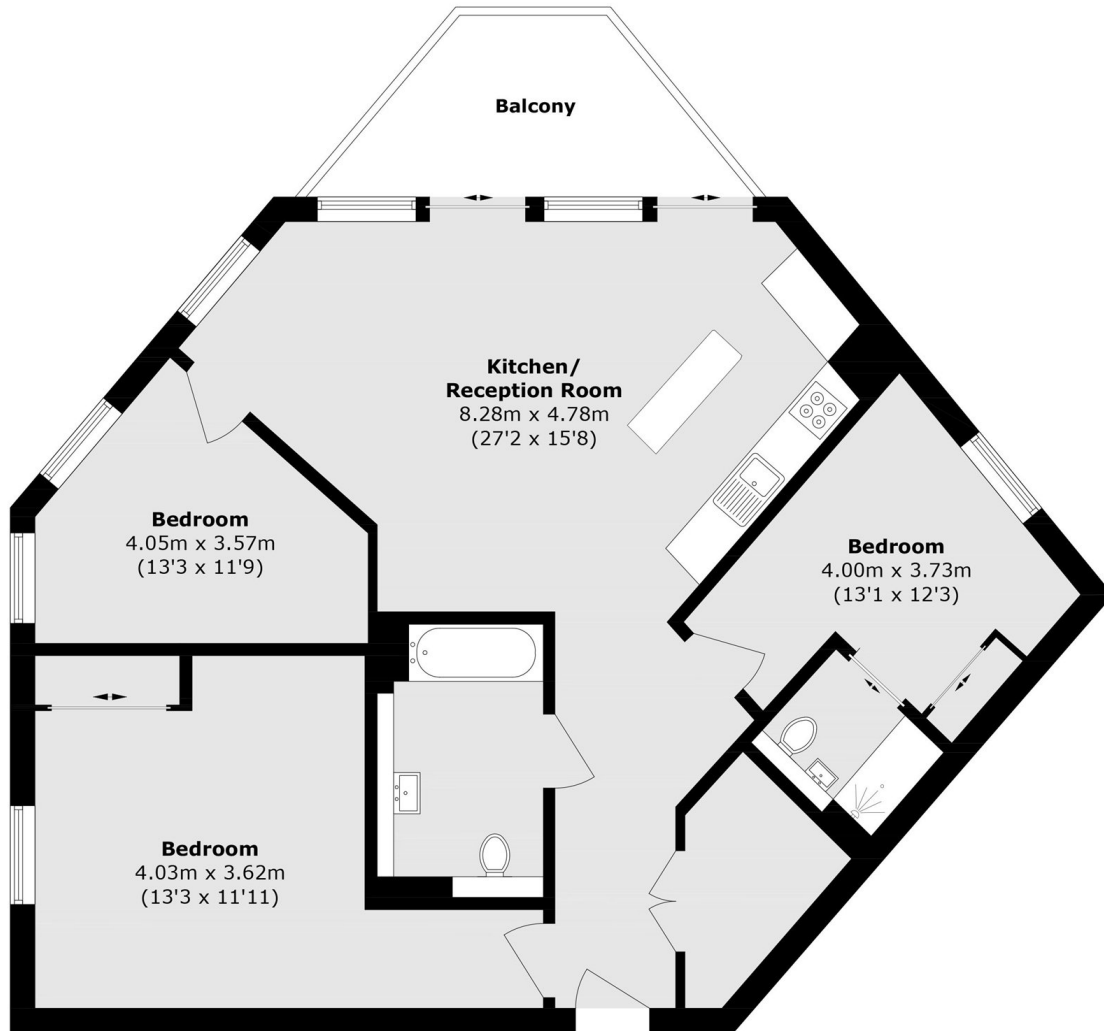 Balcony
Kitchen/
Reception Room
8.28m x 4.78m
(27'2 x 15'8)
Bedroom
4.05m x 3.57m
(13'3 x 11'9)
Bedroom
4.00m x 3.73m
(13'1 x 12'3)
Bedroom
4.03m x 3.62m
(13'3 x 11'11)